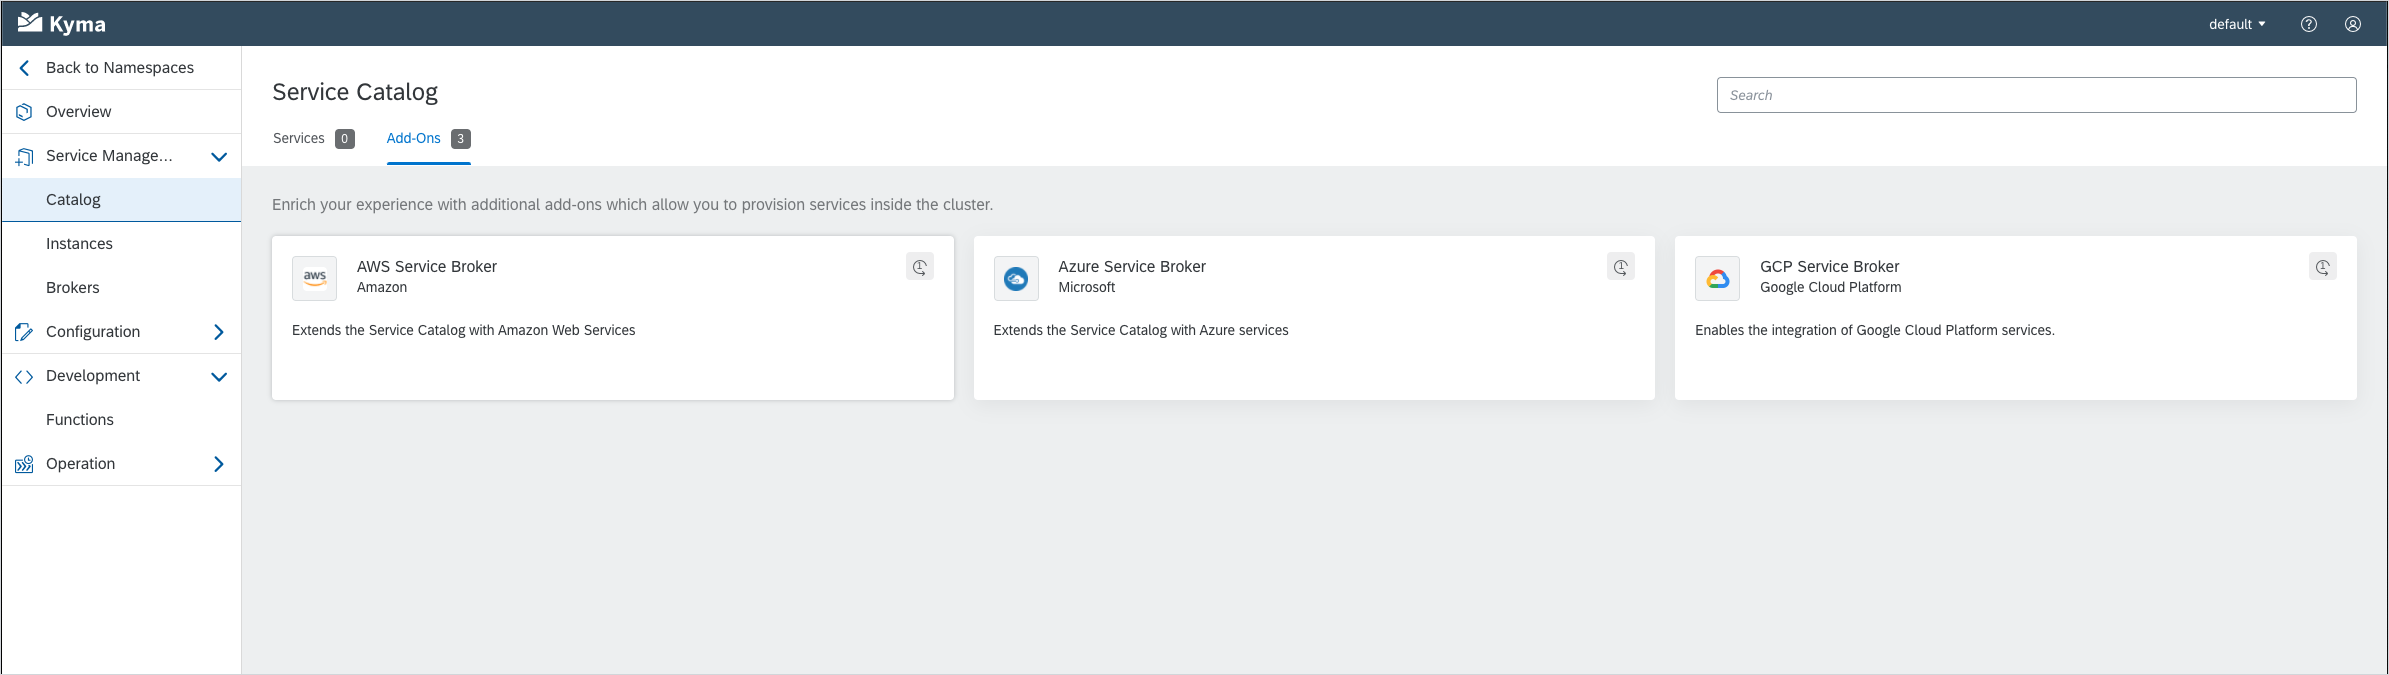 Kyma
default
Back to Namespaces
Overview
Service Manage...
Catalog
Instances
Brokers
Configuration
Development
Functions
Operation
Service Catalog
Search
Services 0
Add-Ons 3
Enrich your experience with additional add-ons which allow you to provision services inside the cluster.
aws
AWS Service Broker
Amazon
1
Extends the Service Catalog with Amazon Web Services
Azure Service Broker
Microsoft
1
Extends the Service Catalog with Azure services
GCP Service Broker
Google Cloud Platform
1
Enables the integration of Google Cloud Platform services.